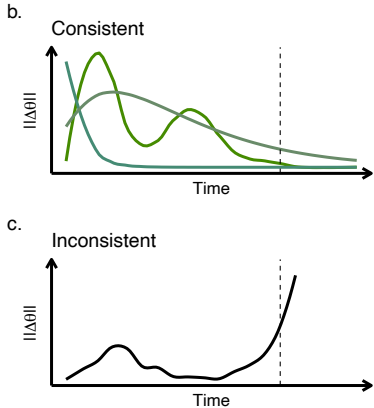 b.
Consistent
||Δθ||
Time
c.
Inconsistent
||Δθ||
Time